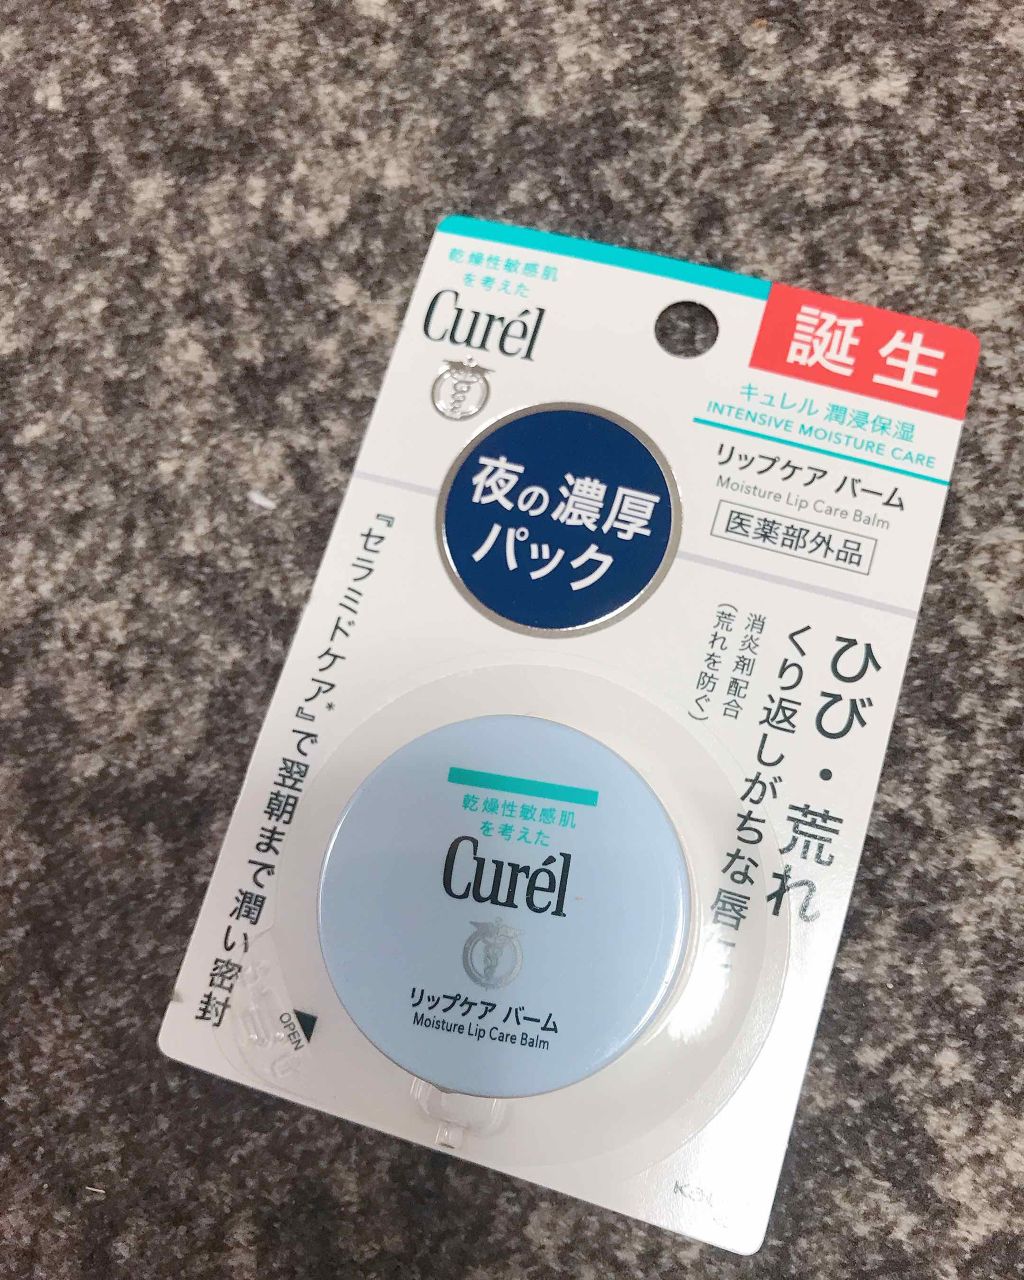 乾燥性敏感肌
を考えた
Curél
誕生
キュレル 潤浸保湿
INTENSIVE MOISTURE CARE
リップケア バーム
Moisture Lip Care Balm
医薬部外品
夜の濃厚
パック
ひび・荒れ
くり返しがちな唇に
消炎剤配合
(荒れを防ぐ)
『セラミドケア』*で翌朝まで潤い密封
乾燥性敏感肌
を考えた
Curél
リップケア バーム
Moisture Lip Care Balm
OPEN